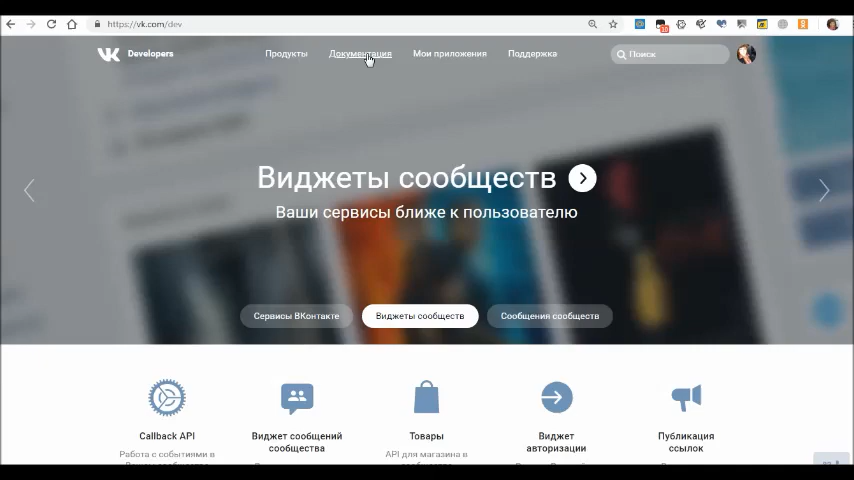 https://vk.com/dev
10
Developers
Продукты
Документация
Мои приложения
Поддержка
Поиск
Виджеты сообществ
Ваши сервисы ближе к пользователю
Сервисы ВКонтакте
Виджеты сообществ
Сообщения сообществ
Callback API
Виджет сообщений
сообщества
Товары
Виджет
авторизации
Публикация
ссылок
Работа с событиями в
API для магазина в